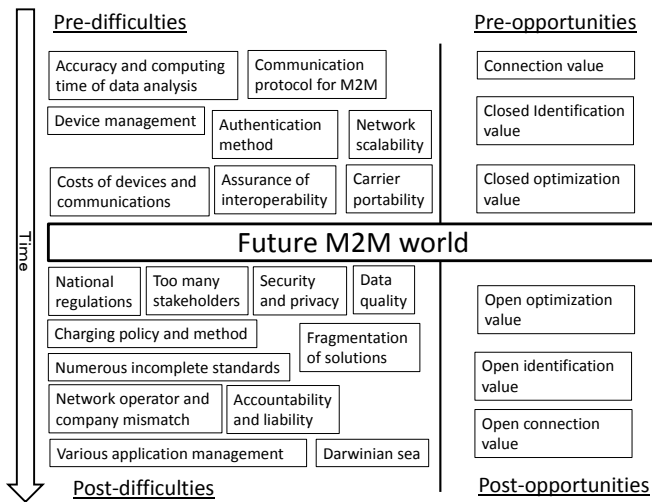 Pre-difficulties
Pre-opportunities
Accuracy and computing
time of data analysis
Communication
protocol for M2M
Connection value
Device management
Authentication
method
Network
scalability
Closed Identification
value
Costs of devices and
communications
Assurance of
interoperability
Carrier
portability
Closed optimization
value
Time
Future M2M world
National
regulations
Too many
stakeholders
Security
and privacy
Data
quality
Open optimization
value
Charging policy and method
Fragmentation
of solutions
Numerous incomplete standards
Open identification
value
Network operator and
company mismatch
Accountability
and liability
Open connection
value
Various application management
Darwinian sea
Post-difficulties
Post-opportunities